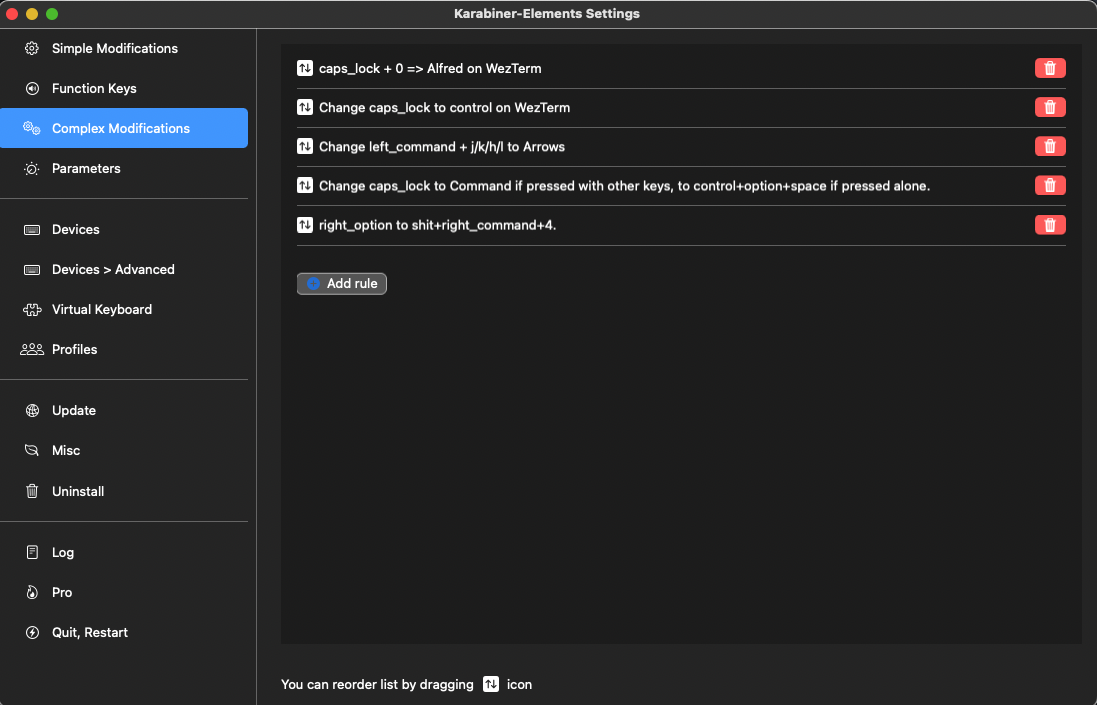 Karabiner-Elements Settings
Simple Modifications
Function Keys
Complex Modifications
Parameters
Devices
Devices > Advanced
Virtual Keyboard
Profiles
Update
Misc
Uninstall
Log
Pro
Quit, Restart
caps_lock + 0 => Alfred on WezTerm
Change caps_lock to control on WezTerm
Change left_command + j/k/h/l to Arrows
Change caps_lock to Command if pressed with other keys, to control+option+space if pressed alone.
right_option to shit+right_command+4.
Add rule
You can reorder list by dragging icon